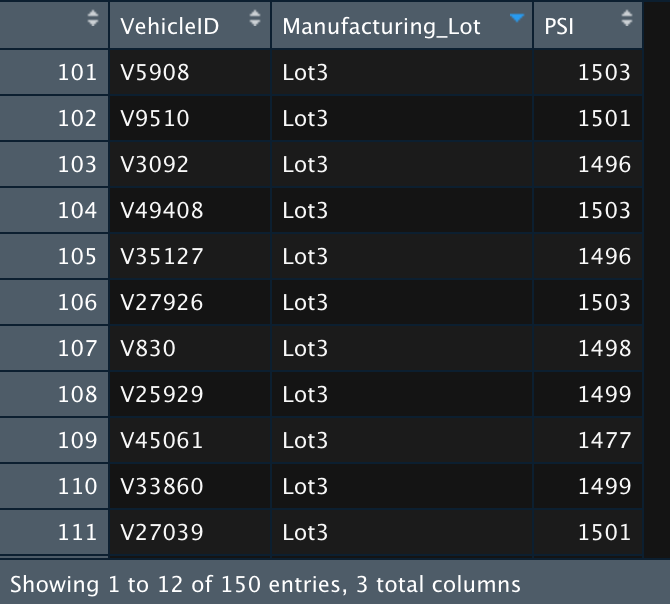 VehicleID Manufacturing_Lot PSI
101 V5908 Lot3 1503
102 V9510 Lot3 1501
103 V3092 Lot3 1496
104 V49408 Lot3 1503
105 V35127 Lot3 1496
106 V27926 Lot3 1503
107 V830 Lot3 1498
108 V25929 Lot3 1499
109 V45061 Lot3 1477
110 V33860 Lot3 1499
111 V27039 Lot3 1501
Showing 1 to 12 of 150 entries, 3 total columns